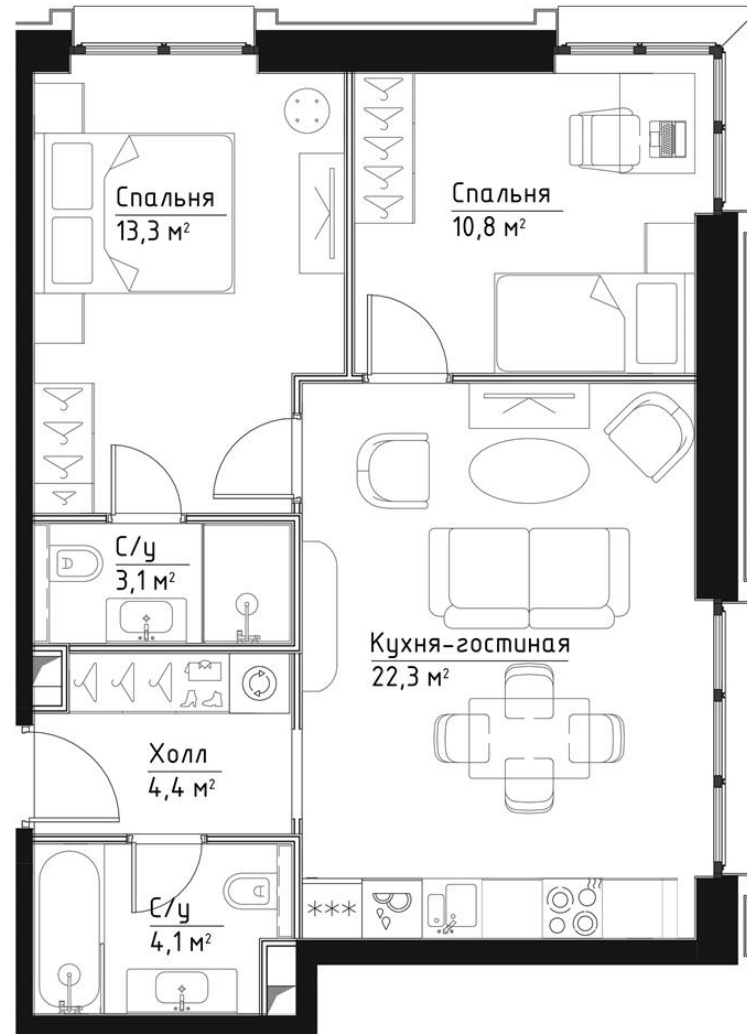 Спальня
13,3 м²
Спальня
10,8 м²
С/у
3,1 м²
Кухня-гостиная
22,3 м²
Холл
4,4 м²
С/у
4,1 м²
***